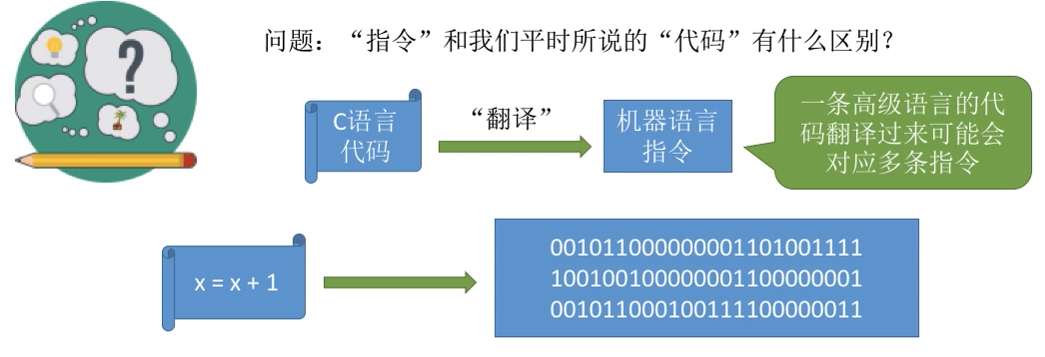 问题：“指令”和我们平时所说的“代码”有什么区别？
C语言
代码
“翻译”
机器语言
指令
一条高级语言的代
码翻译过来可能会
对应多条指令
x = x + 1
001011000000001101001111
100100100000001100000001
001011000100111100000011